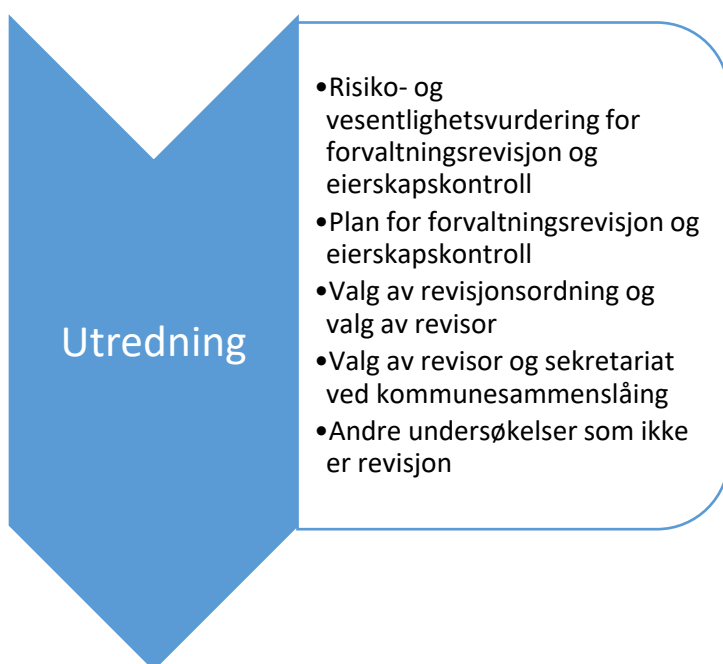 Utredning
•Risiko- og
vesentlighetsvurdering for
forvaltningsrevisjon og
eierskapskontroll
•Plan for forvaltningsrevisjon og
eierskapskontroll
•Valg av revisjonsordning og
valg av revisor
•Valg av revisor og sekretariat
ved kommunesammenslåing
•Andre undersøkelser som ikke
er revisjon